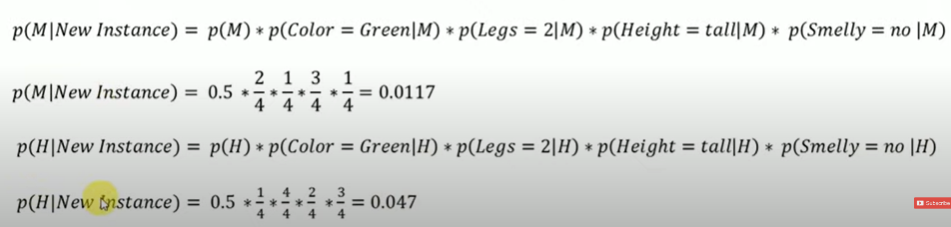 p(M|New Instance) = p(M) * p(Color = Green|M) * p(Legs = 2|M) * p(Height = tall|M) * p(Smelly = no |M)
p(M|New Instance) = 0.5 * 2/4 * 1/4 * 3/4 * 1/4 = 0.0117
p(H|New Instance) = p(H) * p(Color = Green|H) * p(Legs = 2|H) * p(Height = tall|H) * p(Smelly = no |H)
p(H|New Instance) = 0.5 * 1/4 * 4/4 * 2/4 * 3/4 = 0.047
Subscribe